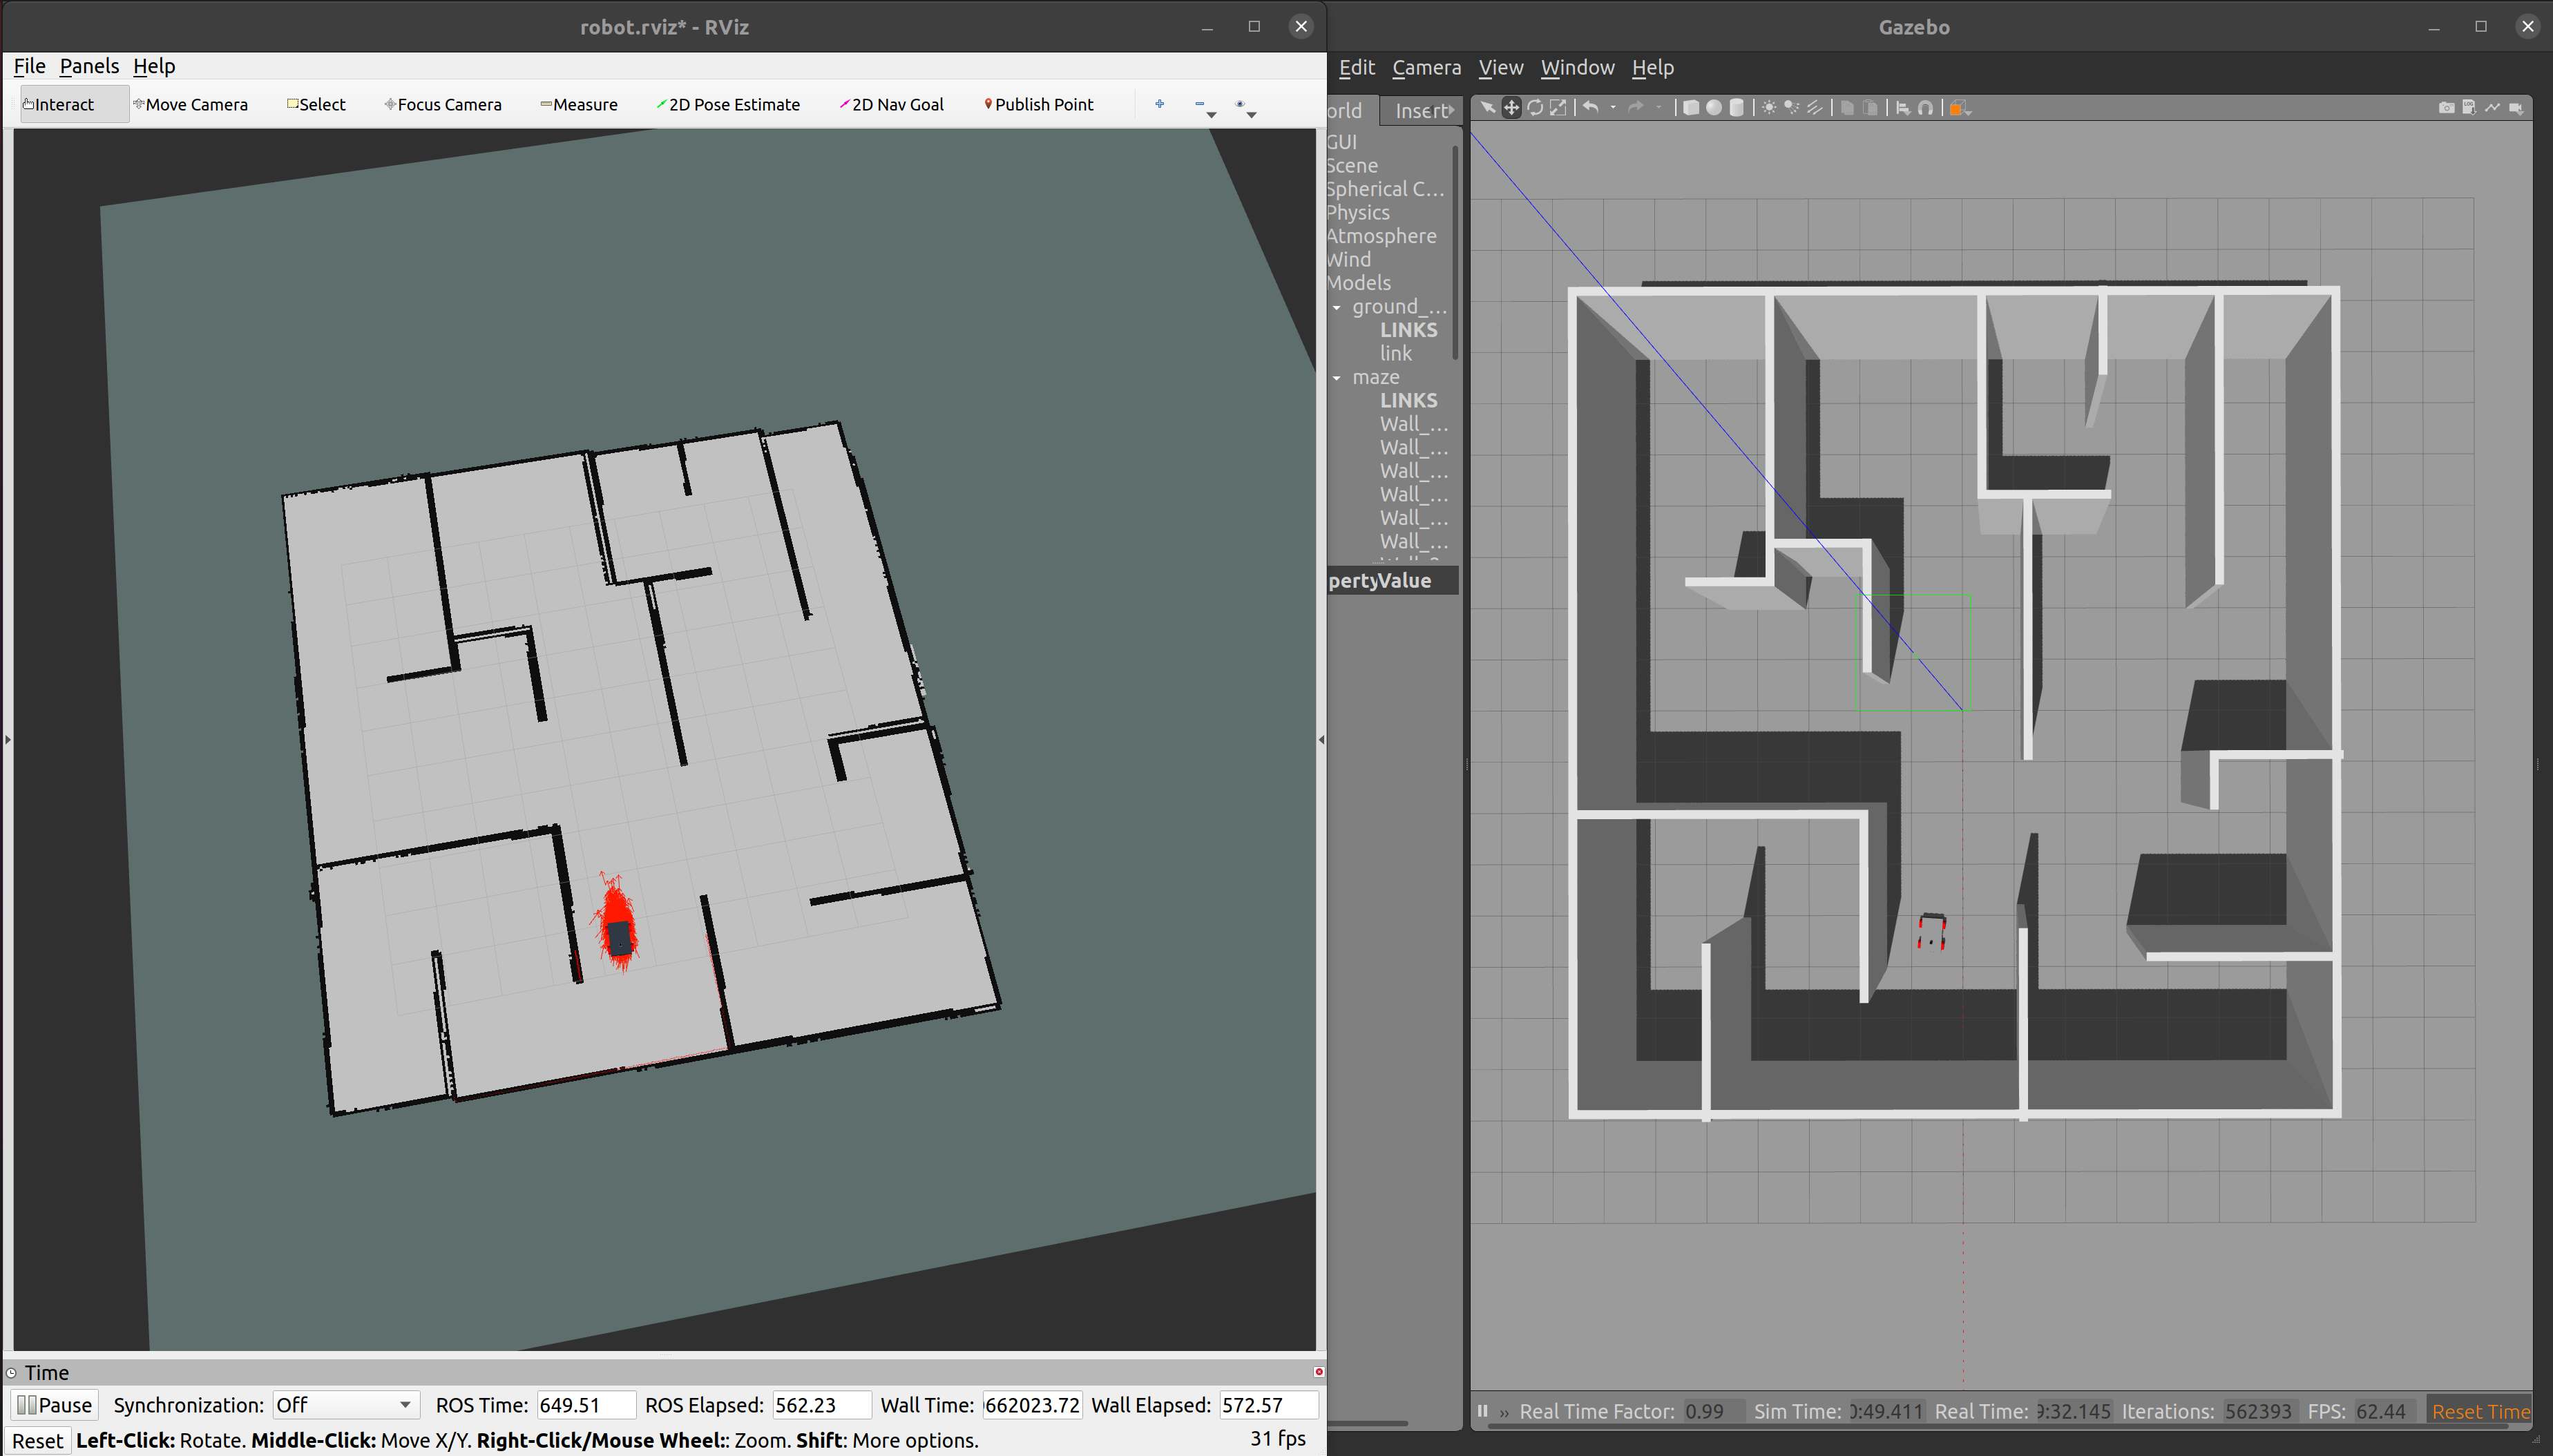 robot.rviz* - RViz
File Panels Help
Interact Move Camera Select Focus Camera Measure 2D Pose Estimate 2D Nav Goal Publish Point
Time
Pause Synchronization: Off ROS Time: 649.51 ROS Elapsed: 562.23 Wall Time: 662023.72 Wall Elapsed: 572.57
Reset Left-Click: Rotate. Middle-Click: Move X/Y. Right-Click/Mouse Wheel:: Zoom. Shift: More options. 31 fps
Gazebo
Edit Camera View Window Help
orld Insert
GUI
Scene
Spherical C...
Physics
Atmosphere
Wind
Models
ground_...
LINKS
link
maze
LINKS
Wall_...
Wall_...
Wall_...
Wall_...
Wall_...
Wall_...
perty Value
Real Time Factor: 0.99 Sim Time: 0:49.411 Real Time: 9:32.145 Iterations: 562393 FPS: 62.44 Reset Time